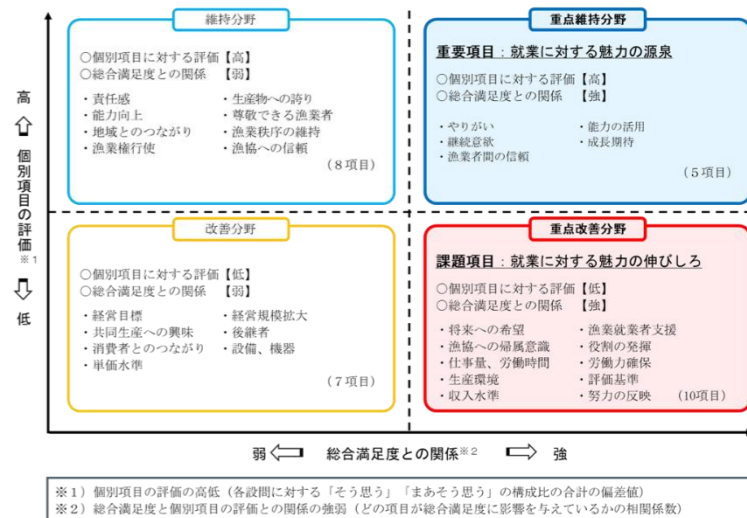 維持分野
○個別項目に対する評価【高】
○総合満足度との関係　【弱】
・責任感　・生産物への誇り
・能力向上　・尊敬できる漁業者
・地域とのつながり　・漁業秩序の維持
・漁業権行使　・漁協への信頼
（８項目）
重点維持分野
重要項目：就業に対する魅力の源泉
○個別項目に対する評価【高】
○総合満足度との関係　【強】
・やりがい　・能力の活用
・継続意欲　・成長期待
・漁業者間の信頼
（５項目）
高
個別項目の評価※１
低
改善分野
○個別項目に対する評価【低】
○総合満足度との関係　【弱】
・経営目標　・経営規模拡大
・共同生産への興味　・後継者
・消費者とのつながり　・設備、機器
・単価水準
（７項目）
重点改善分野
課題項目：就業に対する魅力の伸びしろ
○個別項目に対する評価【低】
○総合満足度との関係　【強】
・将来への希望　・漁業就業者支援
・漁協への帰属意識　・役割の発揮
・仕事量、労働時間　・労働力確保
・生産環境　・評価基準
・収入水準　・努力の反映　（10項目）
弱　総合満足度との関係※２　強
※１）個別項目の評価の高低（各設問に対する「そう思う」「まあそう思う」の構成比の合計の偏差値）
※２）総合満足度と個別項目の評価との関係の強弱（どの項目が総合満足度に影響を与えているかの相関係数）